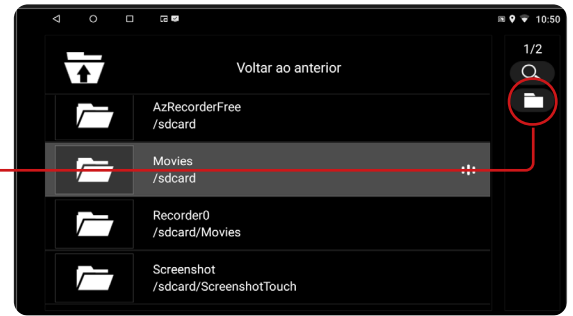 10:50
1/2
Voltar ao anterior
AzRecorderFree
/sdcard
Movies
/sdcard
Recorder0
/sdcard/Movies
Screenshot
/sdcard/ScreenshotTouch